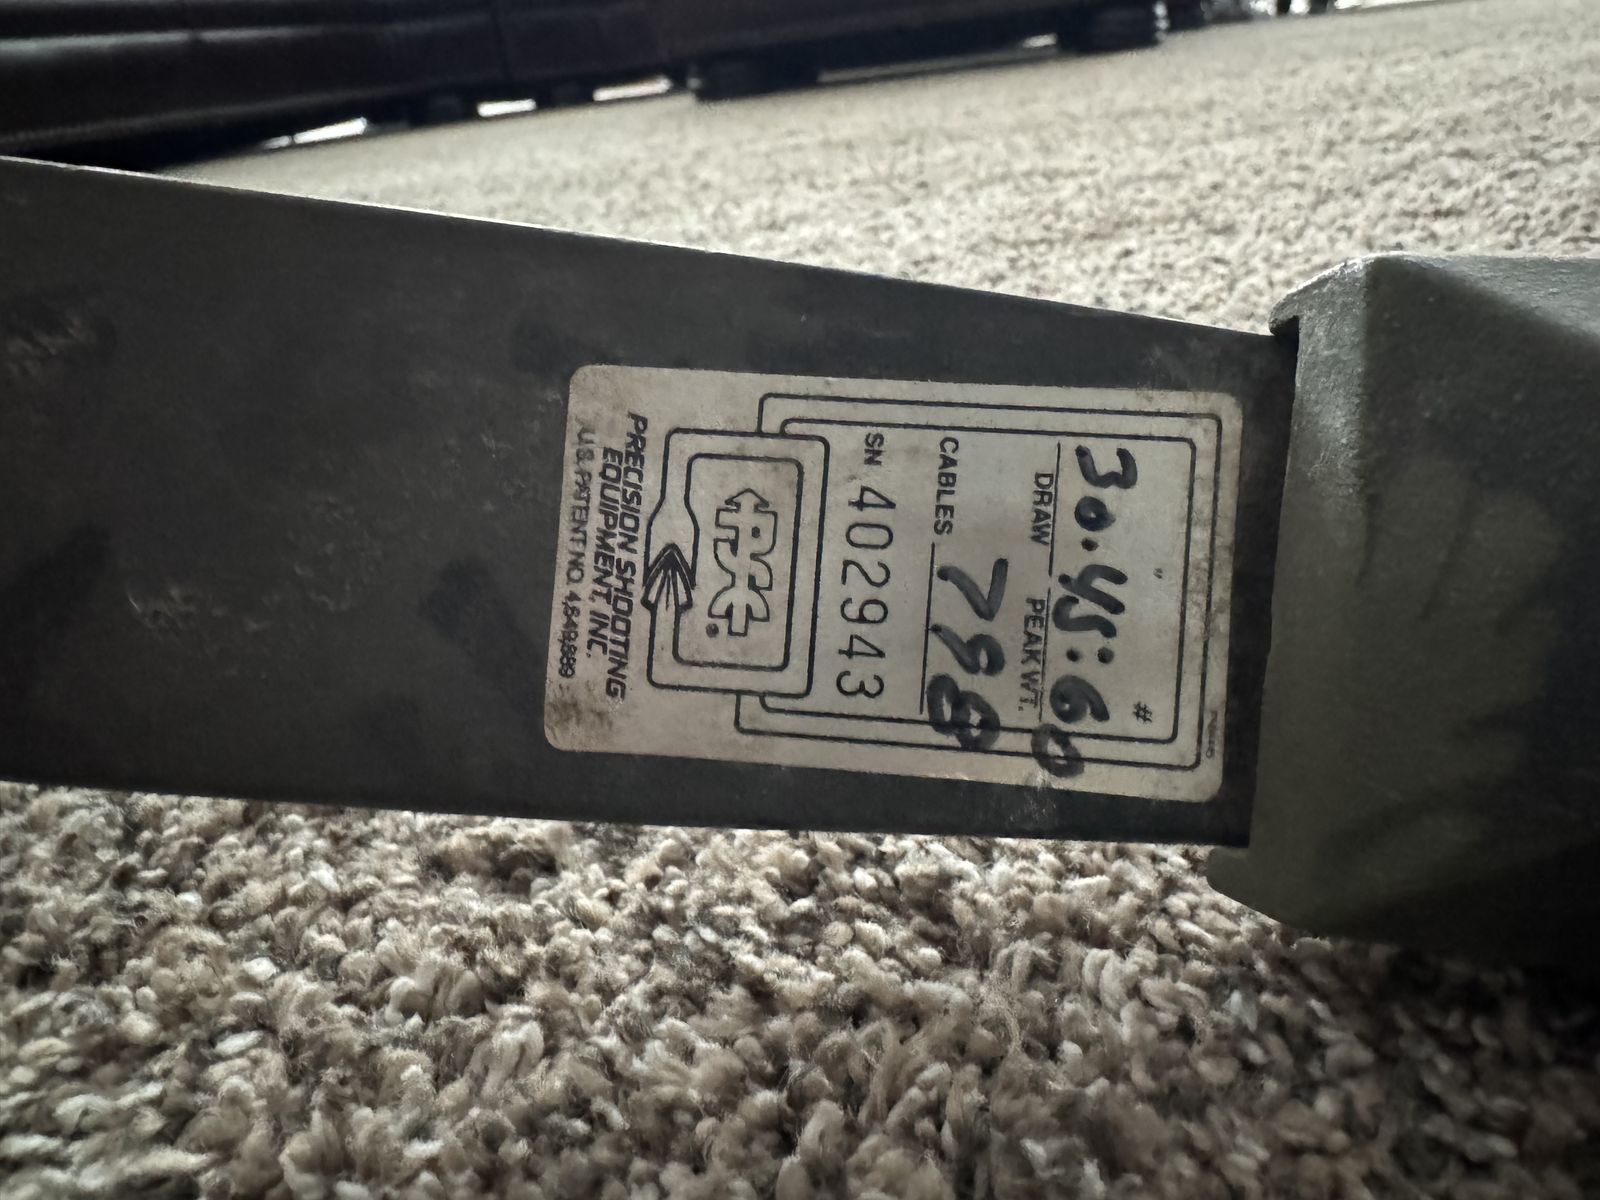 30. 45:60
" #
DRAW PEAK WT.
CABLES 788
SN 402943
PSE
PRECISION SHOOTING
EQUIPMENT, INC.
U.S. PATENT NO. 4,649,889